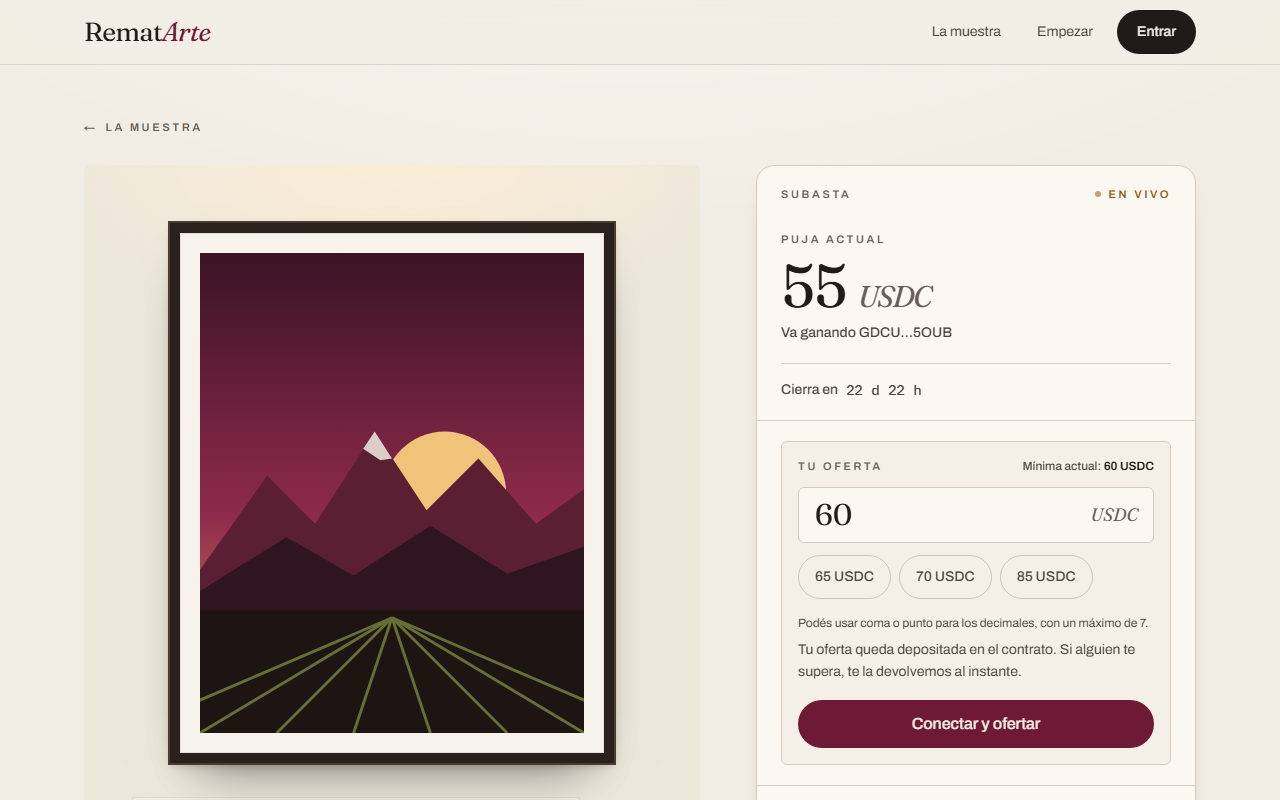 RematArte
La muestra
Empezar
Entrar
← LA MUESTRA
SUBASTA
EN VIVO
PUJA ACTUAL
55 USDC
Va ganando GDCU…5OUB
Cierra en 22 d 22 h
TU OFERTA
Mínima actual: 60 USDC
60 USDC
65 USDC
70 USDC
85 USDC
Podés usar coma o punto para los decimales, con un máximo de 7.
Tu oferta queda depositada en el contrato. Si alguien te
supera, te la devolvemos al instante.
Conectar y ofertar